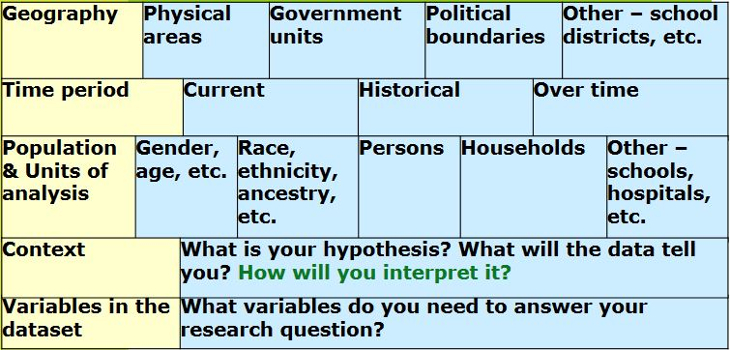 Geography
Physical
areas
Government
units
Political
boundaries
Other – school
districts, etc.
Time period
Current
Historical
Over time
Population
& Units of
analysis
Gender,
age, etc.
Race,
ethnicity,
ancestry,
etc.
Persons
Households
Other –
schools,
hospitals,
etc.
Context
What is your hypothesis? What will the data tell
you? How will you interpret it?
Variables in the
dataset
What variables do you need to answer your
research question?